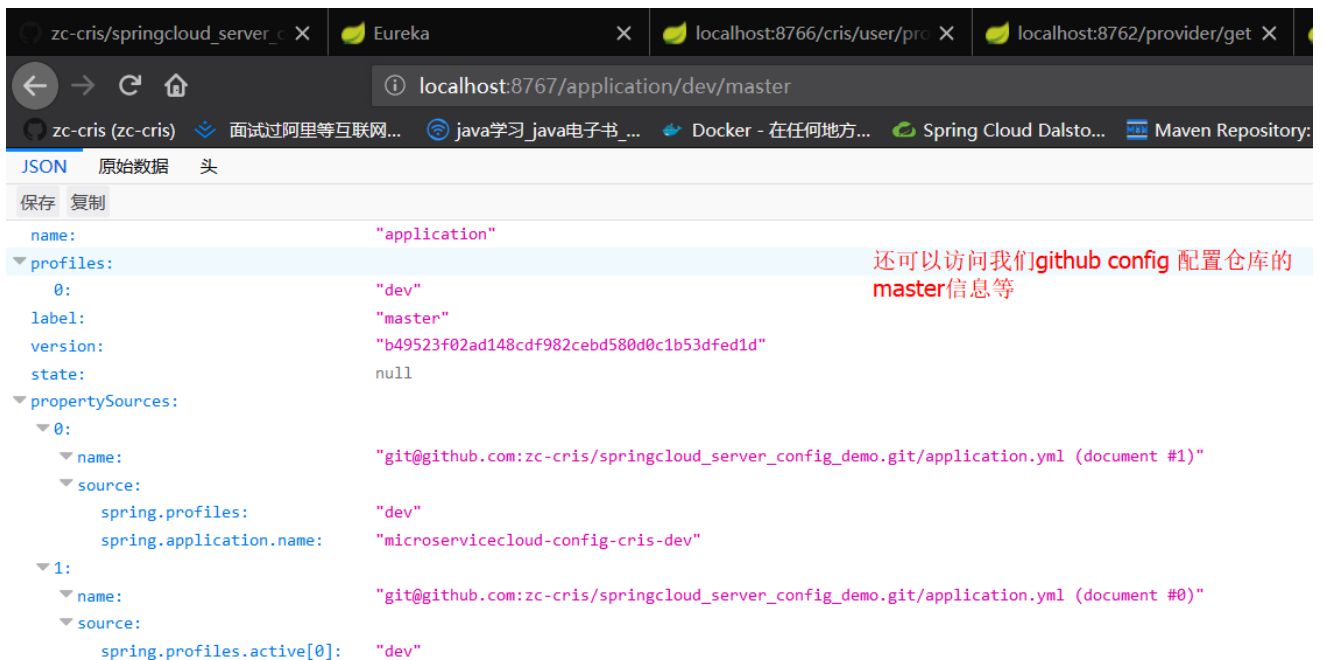 zc-cris/springcloud_server_c
Eureka
localhost:8766/cris/user/pro
localhost:8762/provider/get
localhost:8767/application/dev/master
zc-cris (zc-cris) 面试过阿里等互联网... java学习_java电子书_... Docker - 在任何地方... Spring Cloud Dalsto... Maven Repository:
JSON 原始数据 头
保存 复制
name: "application"
profiles:
还可以访问我们github config 配置仓库的
master信息等
0: "dev"
label: "master"
version: "b49523f02ad148cdf982cebd580d0c1b53dfed1d"
state: null
propertySources:
0:
name: "git@github.com:zc-cris/springcloud_server_config_demo.git/application.yml (document #1)"
source:
spring.profiles: "dev"
spring.application.name: "microservicecloud-config-cris-dev"
1:
name: "git@github.com:zc-cris/springcloud_server_config_demo.git/application.yml (document #0)"
source:
spring.profiles.active[0]: "dev"